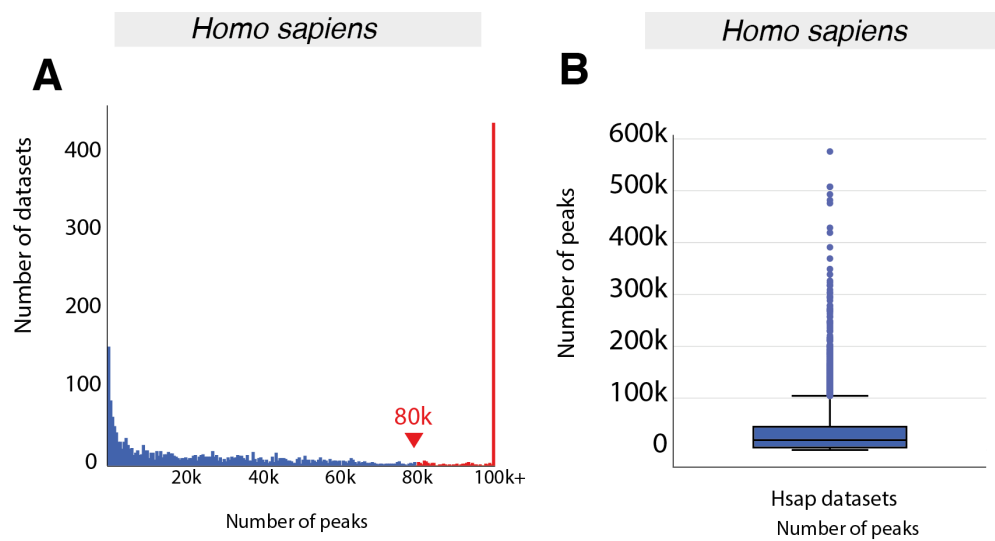 Homo sapiens
A
Number of datasets
400
300
200
100
0
80k
20k
40k
60k
80k
100k+
Number of peaks
Homo sapiens
B
Number of peaks
600k
500k
400k
300k
200k
100k
0
Hsap datasets
Number of peaks